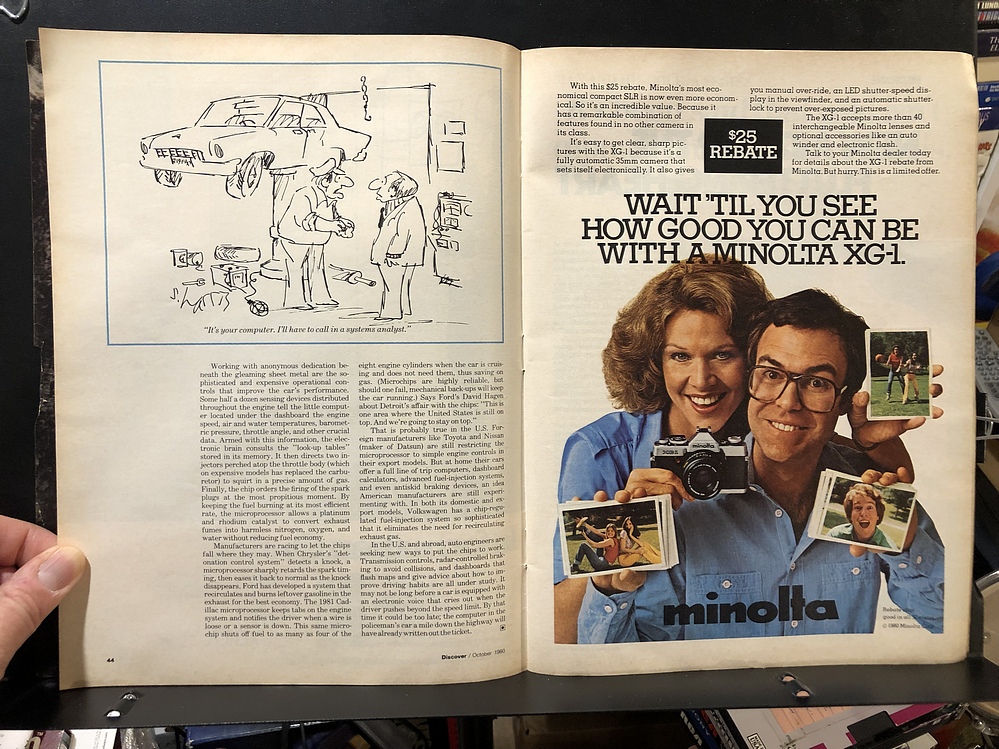 "It's your computer. I'll have to call in a systems analyst."
Working with anonymous dedication be-
neath the gleaming sheet metal are the so-
phisticated and expensive operational con-
trols that improve the car's performance.
Some half a dozen sensing devices distributed
throughout the engine tell the little comput-
er located under the dashboard the engine
speed, air and water temperatures, baromet-
ric pressure, throttle angle, and other crucial
data. Armed with this information, the elec-
tronic brain consults the "look-up tables"
stored in its memory. It then directs two in-
jectors perched atop the throttle body (which
on expensive models has replaced the carbu-
retor) to squirt in a precise amount of gas.
Finally, the chip orders the firing of the spark
plugs at the most propitious moment. By
keeping the fuel burning at its most efficient
rate, the microprocessor allows a platinum
and rhodium catalyst to convert exhaust
fumes into harmless nitrogen, oxygen, and
water without reducing fuel economy.
Manufacturers are racing to let the chips
fall where they may. When Chrysler's "det-
onation control system" detects a knock, a
microprocessor sharply retards the spark tim-
ing, then eases it back to normal as the knock
disappears. Ford has developed a system that
recirculates and burns leftover gasoline in the
exhaust for the best economy. The 1981 Cad-
illac microprocessor keeps tabs on the engine
system and notifies the driver when a wire is
loose or a sensor is down. This same micro-
chip shuts off fuel to as many as four of the
eight engine cylinders when the car is cruis-
ing and does not need them, thus saving on
gas. (Microchips are highly reliable, but
should one fail, mechanical back-ups will keep
the car running.) Says Ford's David Hagen
about Detroit's affair with the chips: "This is
one area where the United States is still on
top. And we're going to stay on top."
That is probably true in the U.S. For-
eign manufacturers like Toyota and Nissan
(maker of Datsun) are still restricting the
microprocessor to simple engine controls in
their export models. But at home their cars
offer a full line of trip computers, dashboard
calculators, advanced fuel-injection systems,
and even antiskid braking devices, an idea
American manufacturers are still experi-
menting with. In both its domestic and ex-
port models, Volkswagen has a chip-regu-
lated fuel-injection system so sophisticated
that it eliminates the need for recirculating
exhaust gas.
In the U.S. and abroad, auto engineers are
seeking new ways to put the chips to work.
Transmission controls, radar-controlled brak-
ing to avoid collisions, and dashboards that
flash maps and give advice about how to im-
prove driving habits are all under study. It
may not be long before a car is equipped with
an electronic voice that cries out when the
driver pushes beyond the speed limit. By that
time it could be too late; the computer in the
policeman's car a mile down the highway will
have already written out the ticket.
44
Discover / October 1980
With this $25 rebate, Minolta's most eco-
nomical compact SLR is now even more econom-
ical. So it's an incredible value. Because it
has a remarkable combination of
features found in no other camera in
its class.
It's easy to get clear, sharp pic-
tures with the XG-1 because it's a
fully automatic 35mm camera that
sets itself electronically. It also gives
$25
REBATE
you manual over-ride, an LED shutter-speed dis-
play in the viewfinder, and an automatic shutter-
lock to prevent over-exposed pictures.
The XG-1 accepts more than 40
interchangeable Minolta lenses and
optional accessories like an auto
winder and electronic flash.
Talk to your Minolta dealer today
for details about the XG-1 rebate from
Minolta. But hurry. This is a limited offer.
WAIT 'TIL YOU SEE
HOW GOOD YOU CAN BE
WITH A MINOLTA XG-1.
minolta
© 1980 Minolta